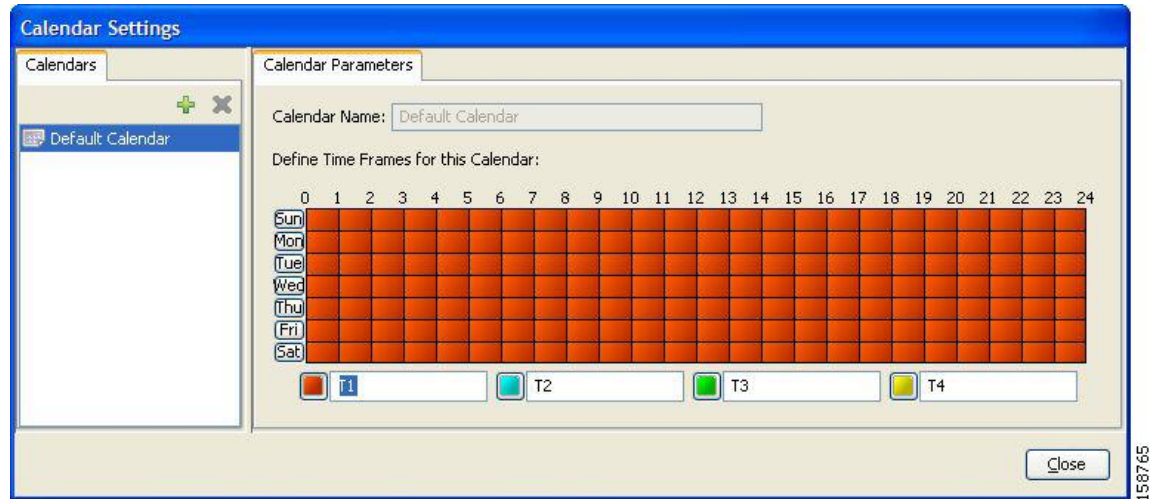 Calendar Settings
Calendars
Default Calendar
Calendar Parameters
Calendar Name: Default Calendar
Define Time Frames for this Calendar:
0 1 2 3 4 5 6 7 8 9 10 11 12 13 14 15 16 17 18 19 20 21 22 23 24
Sun
Mon
Tue
Wed
Thu
Fri
Sat
T1 T2 T3 T4
Close
158765